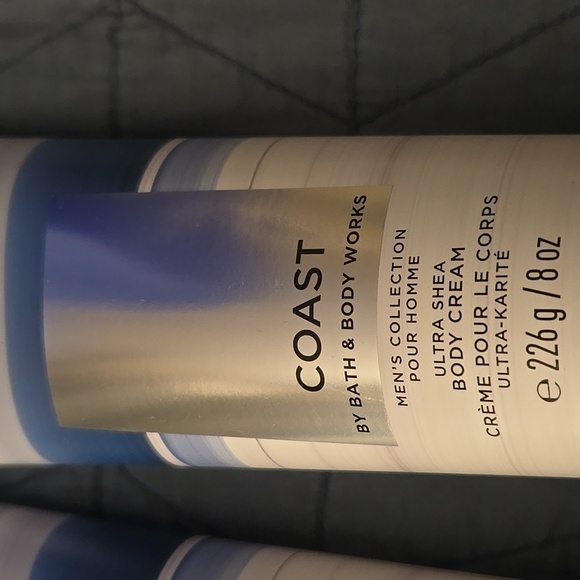 COAST
BY BATH & BODY WORKS
MEN'S COLLECTION
POUR HOMME
ULTRA SHEA
BODY CREAM
CRÈME POUR LE CORPS
ULTRA-KARITÉ
℮ 226 g / 8 oz